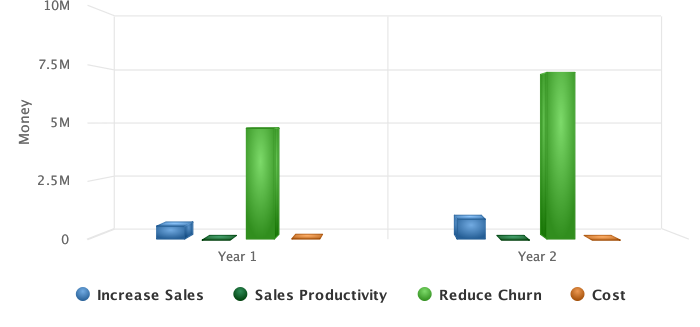 10M
7.5M
5M
2.5M
0
Money
Year 1
Year 2
Increase Sales
Sales Productivity
Reduce Churn
Cost